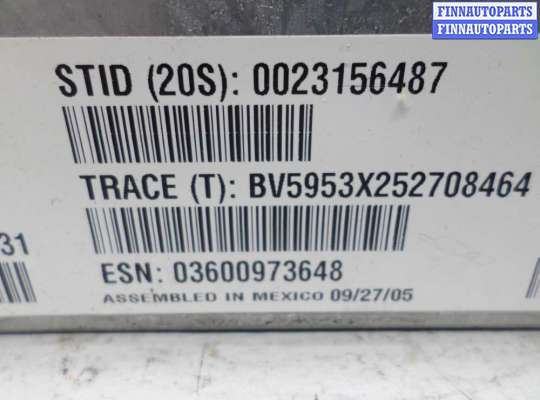 FINNAUTOPARTS
FINNAUTOPARTS
STID (20S): 0023156487
TRACE (T): BV5953X252708464
31
ESN: 03600973648
ASSEMBLED IN MEXICO 09/27/05